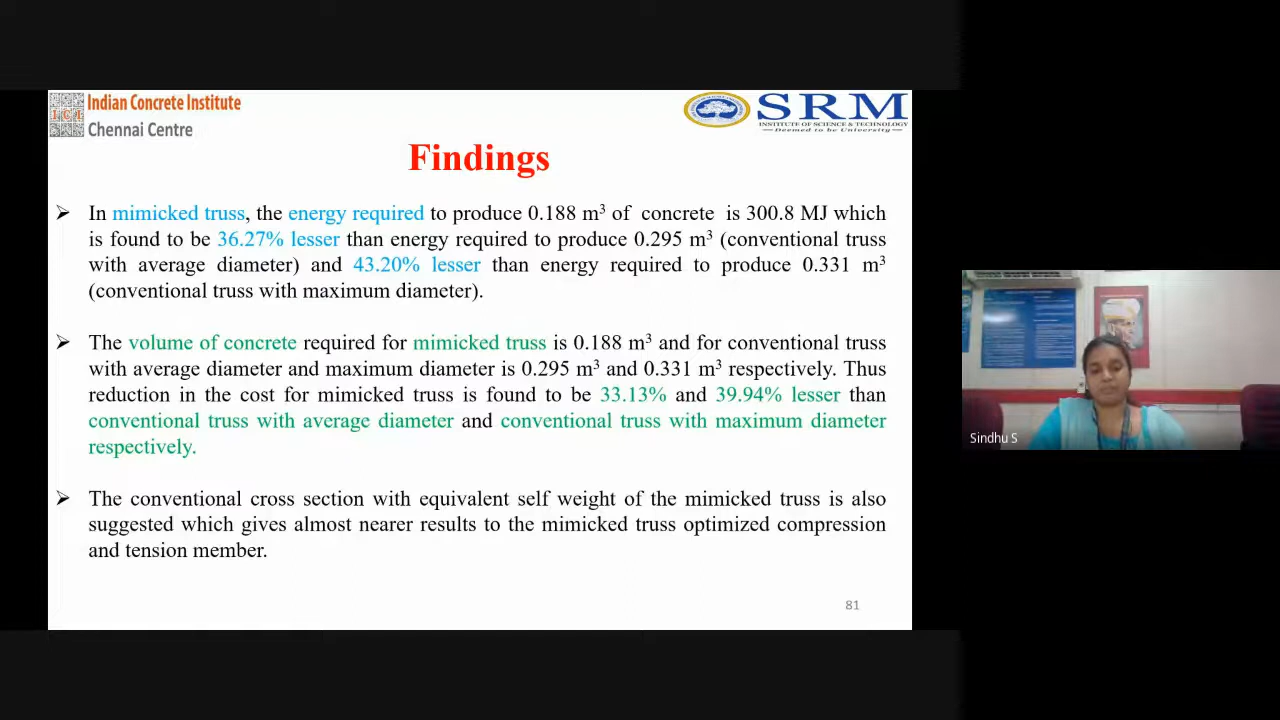 Indian Concrete Institute
Chennai Centre
SRM
INSTITUTE OF SCIENCE & TECHNOLOGY
Deemed to be University
Findings
➢ In mimicked truss, the energy required to produce 0.188 m³ of concrete is 300.8 MJ which
is found to be 36.27% lesser than energy required to produce 0.295 m³ (conventional truss
with average diameter) and 43.20% lesser than energy required to produce 0.331 m³
(conventional truss with maximum diameter).
➢ The volume of concrete required for mimicked truss is 0.188 m³ and for conventional truss
with average diameter and maximum diameter is 0.295 m³ and 0.331 m³ respectively. Thus
reduction in the cost for mimicked truss is found to be 33.13% and 39.94% lesser than
conventional truss with average diameter and conventional truss with maximum diameter
respectively.
➢ The conventional cross section with equivalent self weight of the mimicked truss is also
suggested which gives almost nearer results to the mimicked truss optimized compression
and tension member.
81
Sindhu S